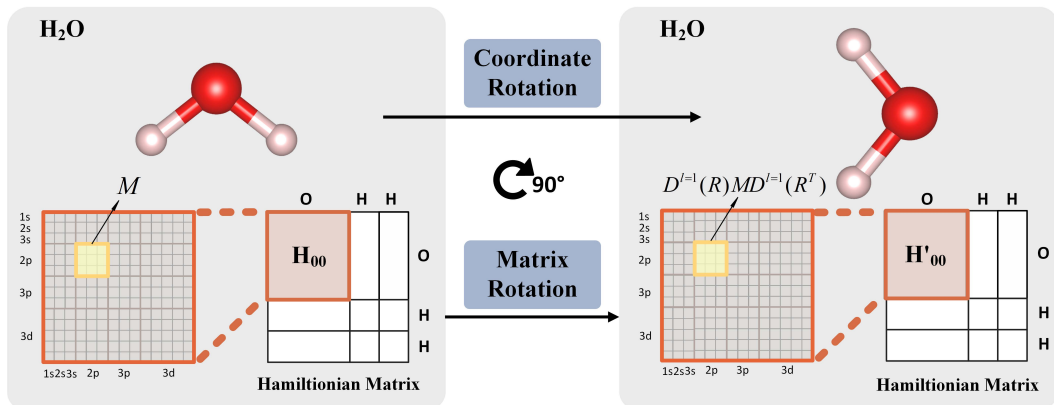 H₂O
M
1s
2s
3s
2p
3p
3d
1s2s3s 2p 3p 3d
O H H
H₀₀
O
H
H
Hamiltionian Matrix
Coordinate
Rotation
90°
Matrix
Rotation
H₂O
D^{l=1}(R)MD^{l=1}(R^T)
1s
2s
3s
2p
3p
3d
1s2s3s 2p 3p 3d
O H H
H'₀₀
O
H
H
Hamiltionian Matrix